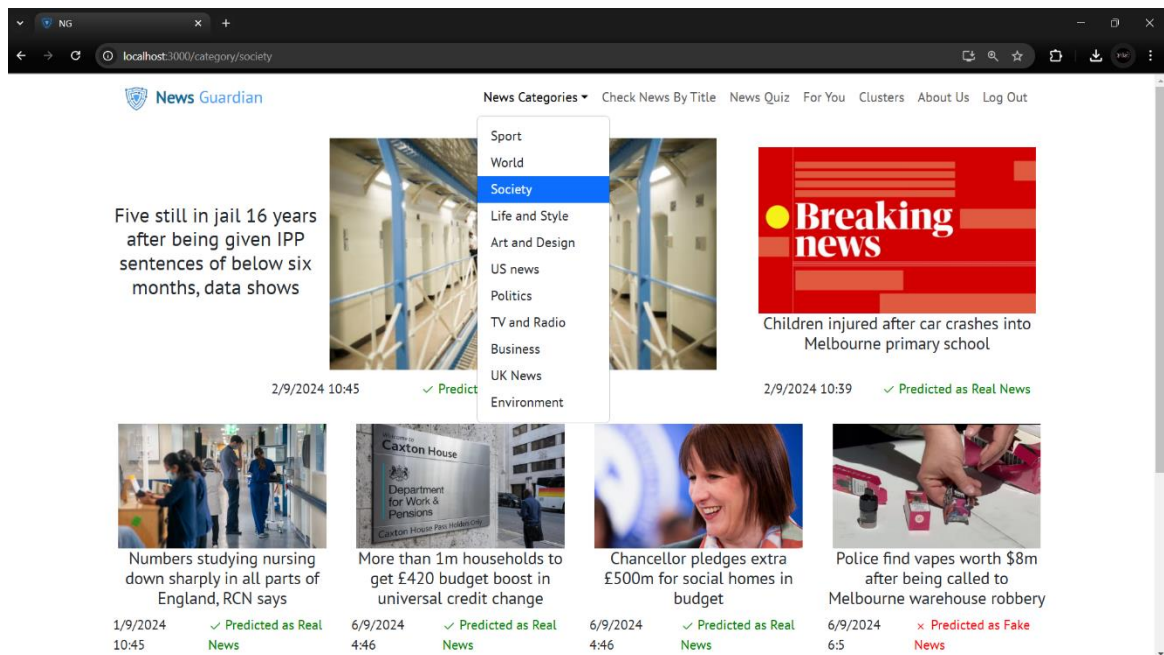 NG
localhost:3000/category/society
News Guardian
News Categories
Check News By Title
News Quiz
For You
Clusters
About Us
Log Out
Sport
World
Society
Life and Style
Art and Design
US news
Politics
TV and Radio
Business
UK News
Environment
Five still in jail 16 years
after being given IPP
sentences of below six
months, data shows
2/9/2024 10:45
✓ Predict
Breaking
news
Children injured after car crashes into
Melbourne primary school
2/9/2024 10:39
✓ Predicted as Real News
Numbers studying nursing
down sharply in all parts of
England, RCN says
1/9/2024
10:45
✓ Predicted as Real
News
Caxton House
Department
for Work &
Pensions
Caxton House Pass Holders Only
More than 1m households to
get £420 budget boost in
universal credit change
6/9/2024
4:46
✓ Predicted as Real
News
Chancellor pledges extra
£500m for social homes in
budget
6/9/2024
4:46
✓ Predicted as Real
News
Police find vapes worth $8m
after being called to
Melbourne warehouse robbery
6/9/2024
6:5
× Predicted as Fake
News